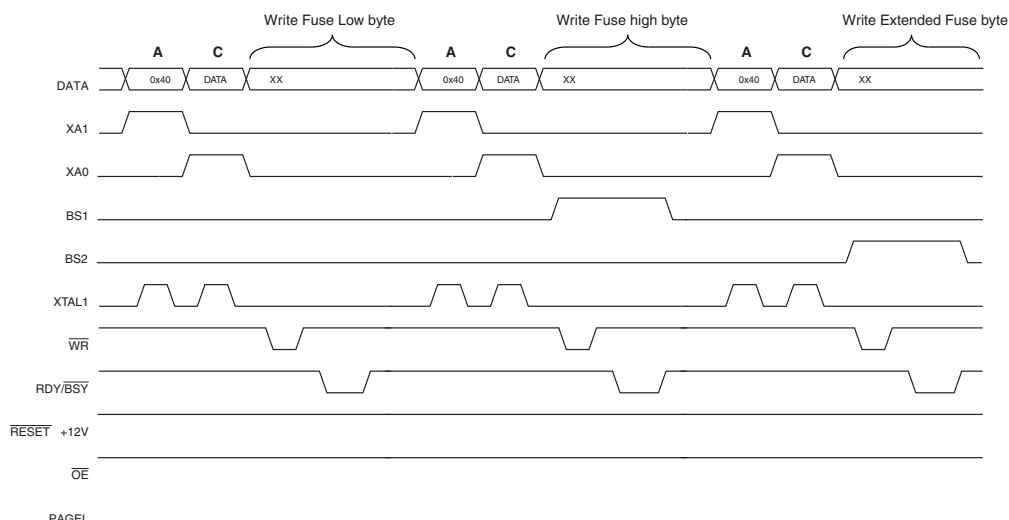 Write Fuse Low byte Write Fuse high byte Write Extended Fuse byte
A C A C A C
DATA 0x40 DATA XX 0x40 DATA XX 0x40 DATA XX
XA1
XA0
BS1
BS2
XTAL1
WR
RDY/BSY
RESET +12V
OE
PAGEL